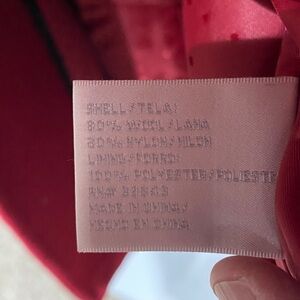 SHELL/TELA:
80% WOOL/LANA
20% NYLON/NILON
LINING/FORRO:
100% POLYESTER/POLIEST
RN#
MADE IN CHINA/
HECHO EN CHINA